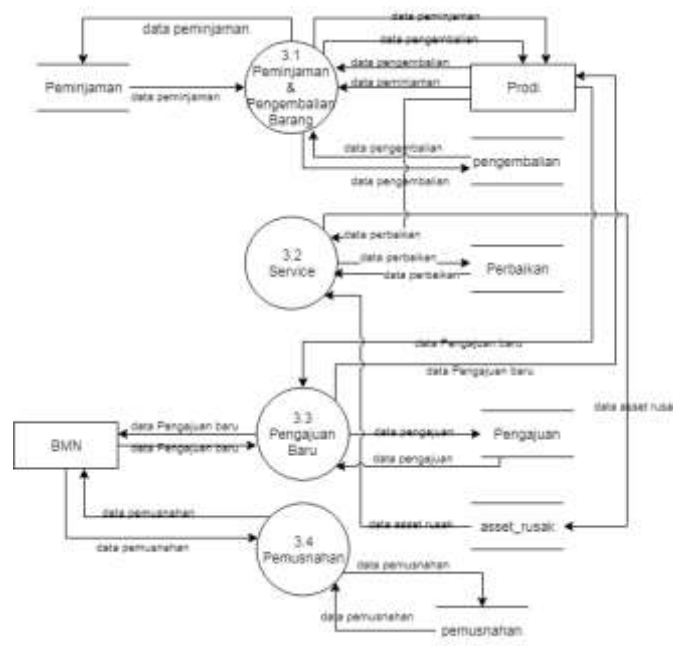 data peminjaman
data peminjaman
3.1
Peminjaman
&
Pengembalian
Barang
data pengembalian
Peminjaman
data peminjaman
data pengembalian
data peminjaman
Prodi
data pengembalian
pengembalian
data pengembalian
data perbaikan
3.2
Service
data perbaikan
data perbaikan
Perbaikan
data Pengajuan baru
data Pengajuan baru
data asset rusa
3.3
Pengajuan
Baru
data Pengajuan baru
BMN
data Pengajuan baru
data pengajuan
Pengajuan
data pengajuan
data pemusnahan
data asset rusak
asset_rusak
3.4
Pemusnahan
data pemusnahan
data pemusnahan
data pemusnahan
pemusnahan